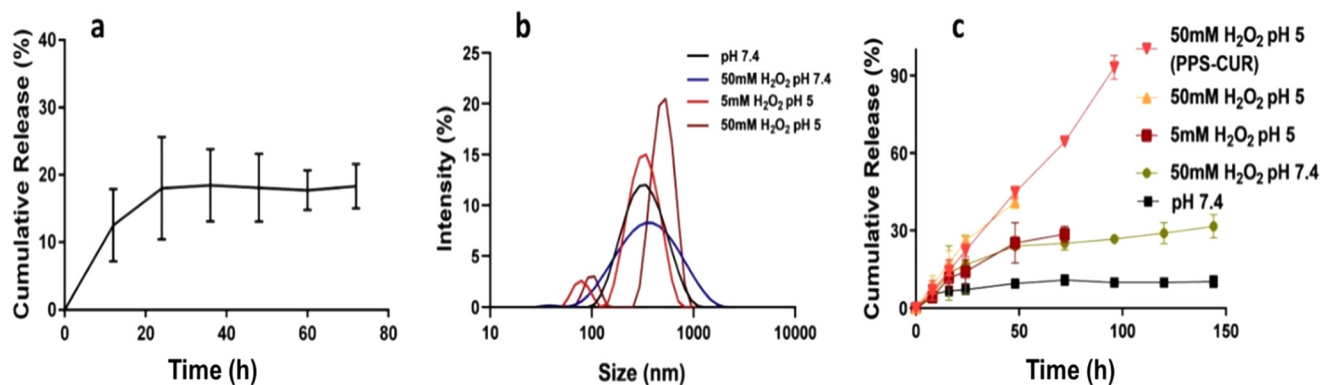 a
Cumulative Release (%)
40
30
20
10
0
0 20 40 60 80
Time (h)
b
Intensity (%)
25
20
15
10
5
0
10 100 1000 10000
Size (nm)
pH 7.4
50mM H₂O₂ pH 7.4
5mM H₂O₂ pH 5
50mM H₂O₂ pH 5
c
Cumulative Release (%)
90
60
30
0
0 50 100 150
Time (h)
50mM H₂O₂ pH 5
(PPS-CUR)
50mM H₂O₂ pH 5
5mM H₂O₂ pH 5
50mM H₂O₂ pH 7.4
pH 7.4